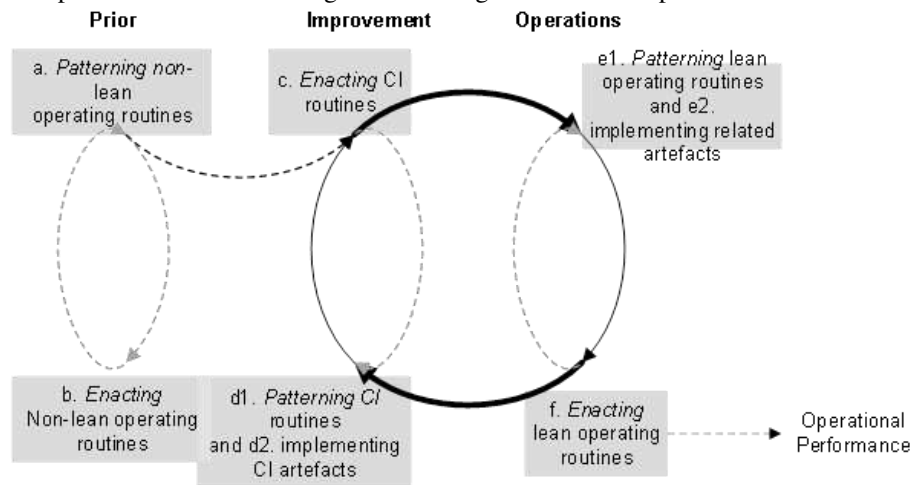 Prior
Improvement
Operations
a. Patterning non-
lean
operating routines
c. Enacting CI
routines
e1. Patterning lean
operating routines
and e2.
implementing related
artefacts
b. Enacting
Non-lean operating
routines
d1. Patterning CI
routines
and d2. implementing
CI artefacts
f. Enacting
lean operating
routines
Operational
Performance